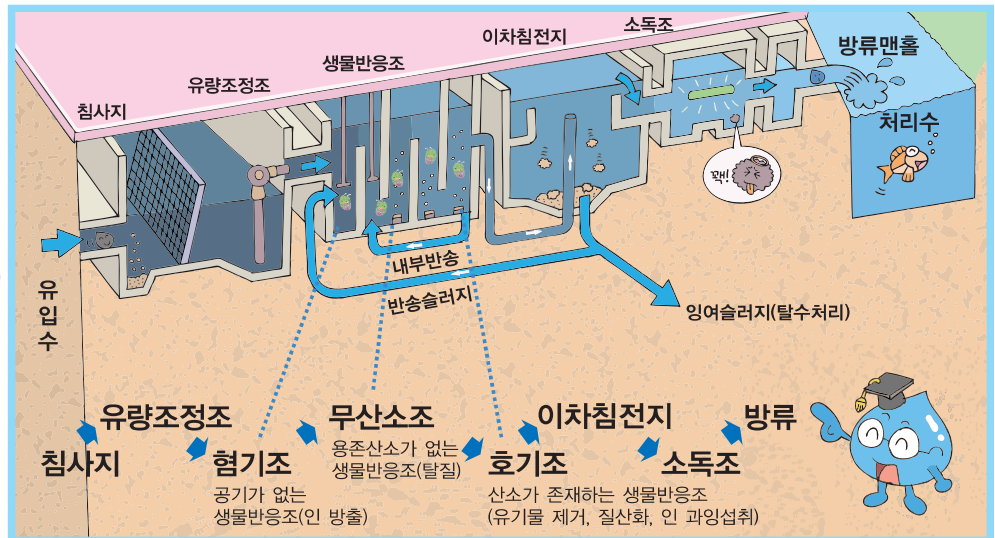 침사지
유량조정조
생물반응조
이차침전지
소독조
방류맨홀
처리수
꽥!
유입수
내부반송
반송슬러지
잉여슬러지(탈수처리)
침사지
유량조정조
혐기조
공기가 없는
생물반응조(인 방출)
무산소조
용존산소가 없는
생물반응조(탈질)
호기조
산소가 존재하는 생물반응조
(유기물 제거, 질산화, 인 과잉섭취)
이차침전지
소독조
방류